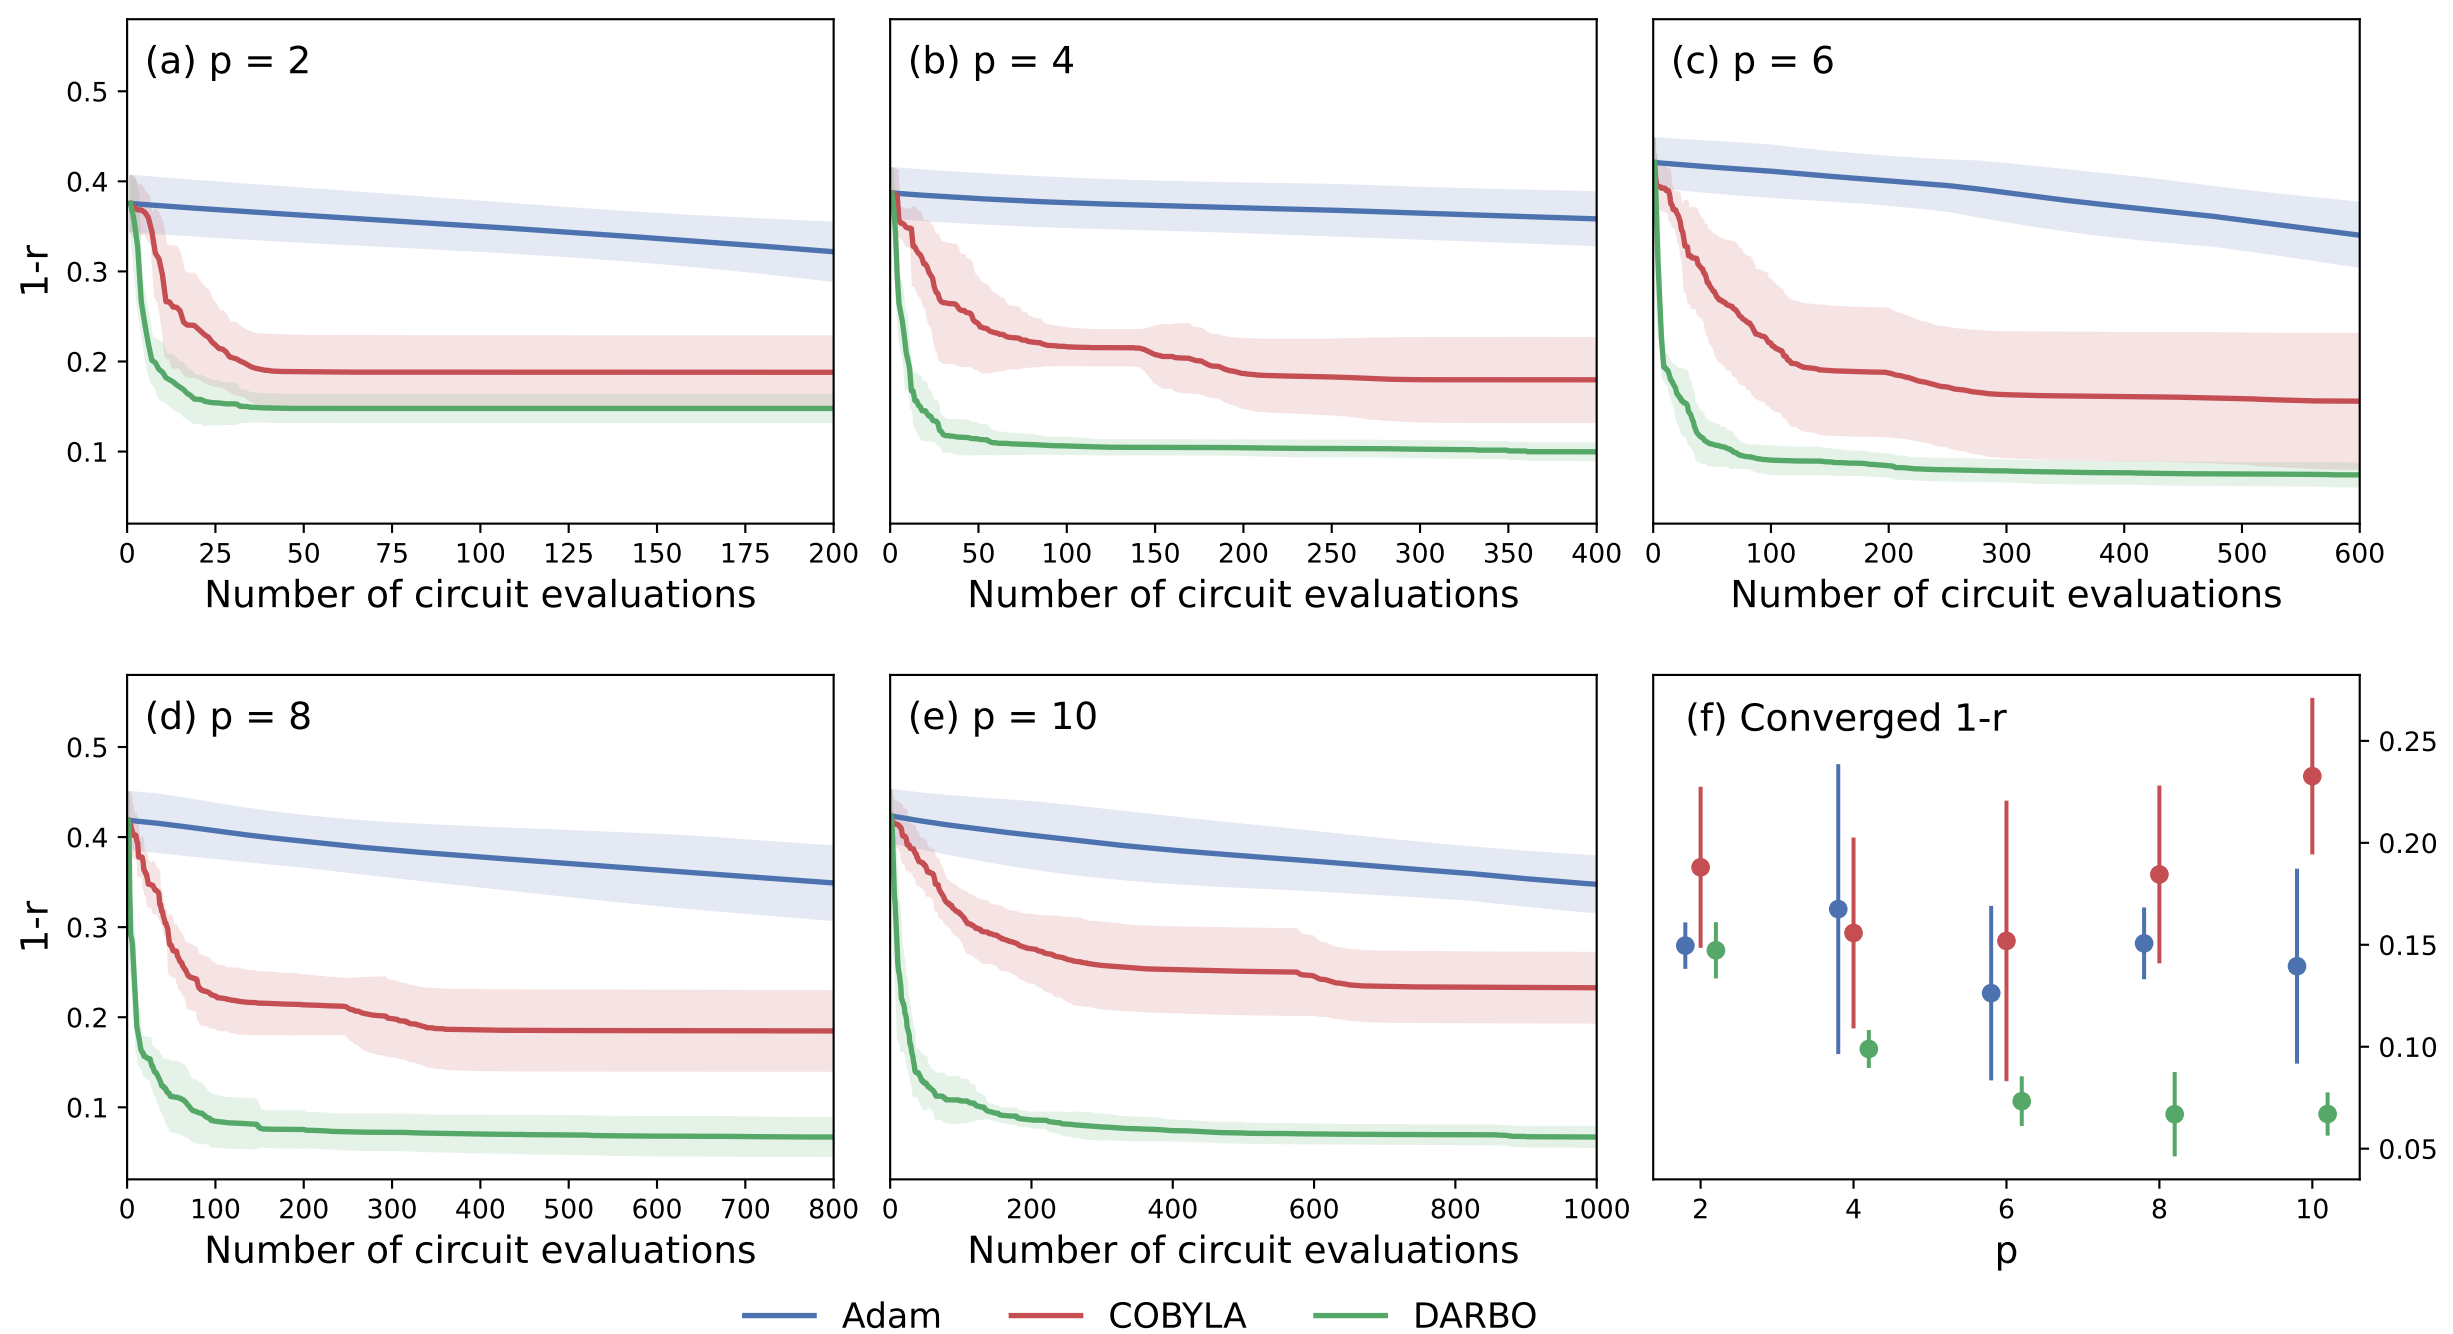 (a) p = 2
(b) p = 4
(c) p = 6
0.5
0.4
0.3
0.2
0.1
1-r
0 25 50 75 100 125 150 175 200
0 50 100 150 200 250 300 350 400
0 100 200 300 400 500 600
Number of circuit evaluations
Number of circuit evaluations
Number of circuit evaluations
(d) p = 8
(e) p = 10
(f) Converged 1-r
0.5
0.4
0.3
0.2
0.1
1-r
0.25
0.20
0.15
0.10
0.05
0 100 200 300 400 500 600 700 800
0 200 400 600 800 1000
2 4 6 8 10
Number of circuit evaluations
Number of circuit evaluations
p
Adam COBYLA DARBO